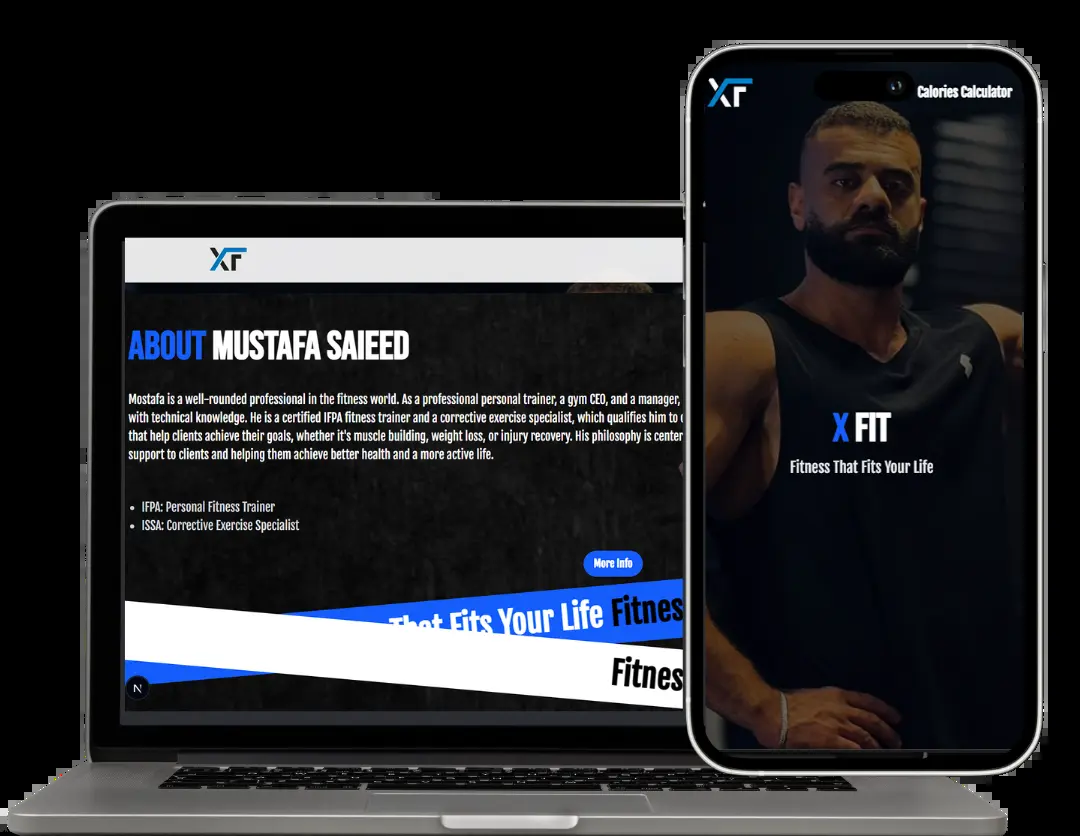 XF
ABOUT MUSTAFA SAIEED
Mostafa is a well-rounded professional in the fitness world. As a professional personal trainer, a gym CEO, and a manager,
with technical knowledge. He is a certified IFPA fitness trainer and a corrective exercise specialist, which qualifies him to
that help clients achieve their goals, whether it's muscle building, weight loss, or injury recovery. His philosophy is center
support to clients and helping them achieve better health and a more active life.
IFPA: Personal Fitness Trainer
ISSA: Corrective Exercise Specialist
More Info
That Fits Your Life Fitnes
Fitnes
N
XF
Calories Calculator
X FIT
Fitness That Fits Your Life